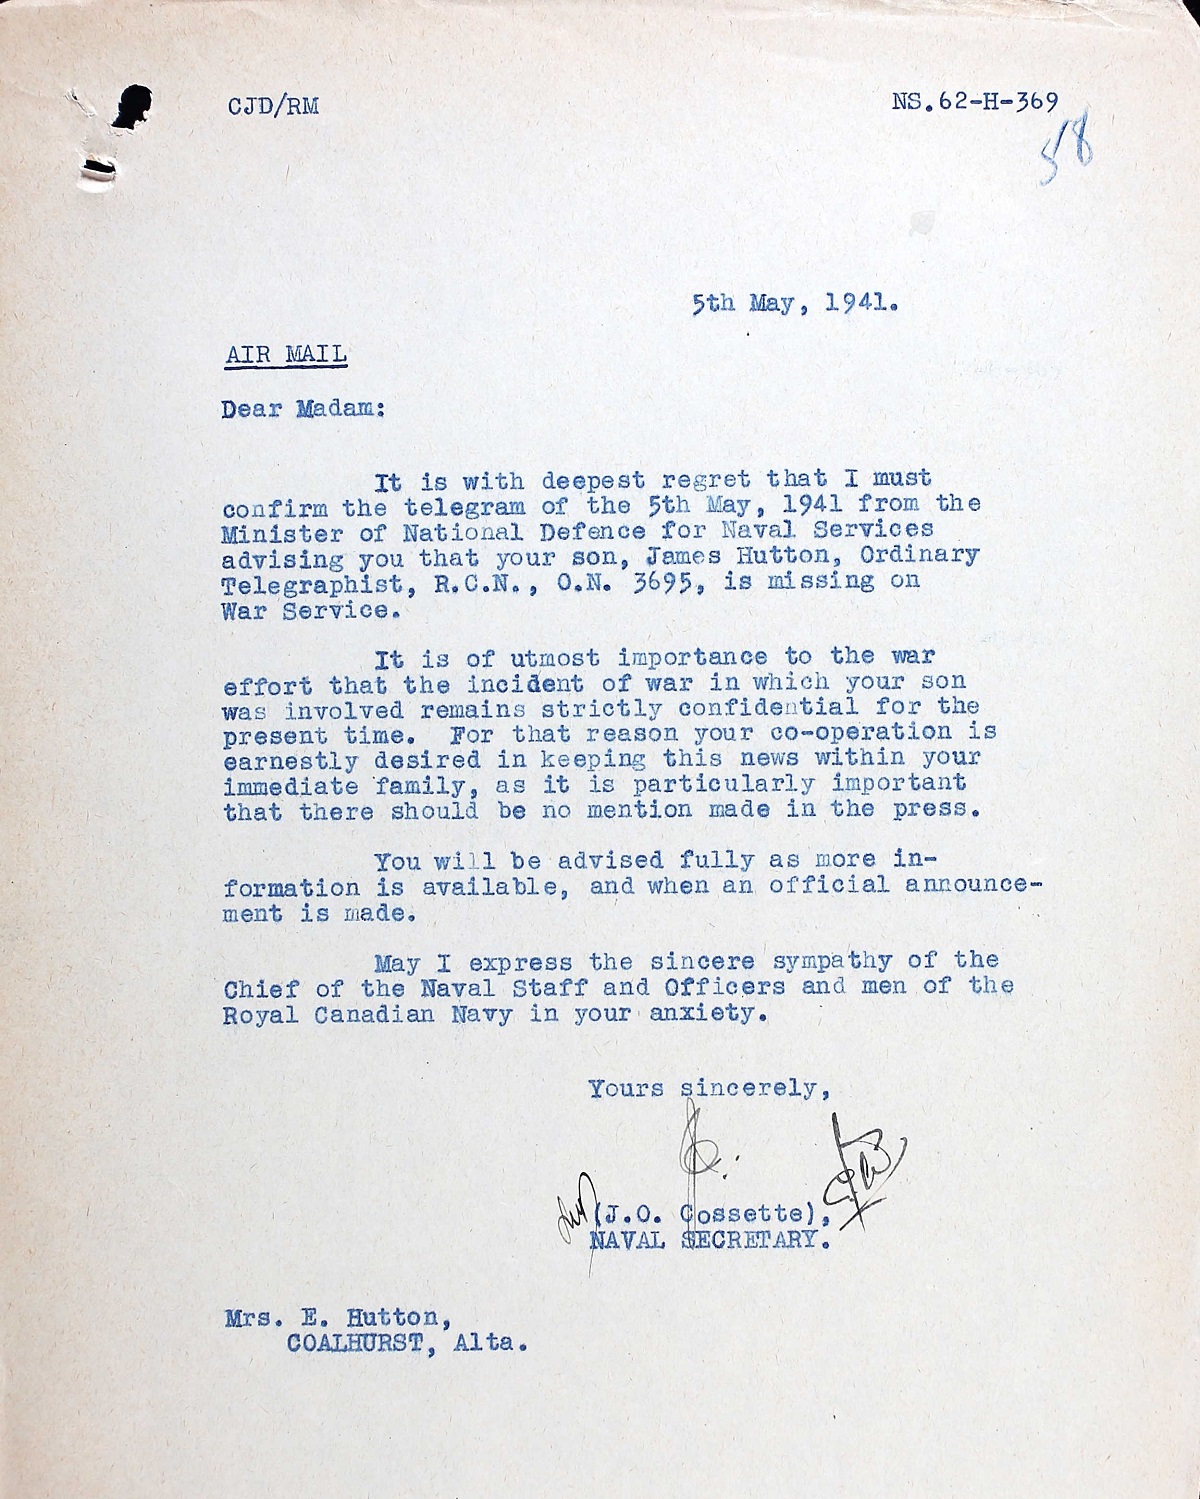 CJD/RM
NS.62-H-369
58
5th May, 1941.
AIR MAIL
Dear Madam:
It is with deepest regret that I must
confirm the telegram of the 5th May, 1941 from the
Minister of National Defence for Naval Services
advising you that your son, James Hutton, Ordinary
Telegraphist, R.C.N., O.N. 3695, is missing on
War Service.
It is of utmost importance to the war
effort that the incident of war in which your son
was involved remains strictly confidential for the
present time. For that reason your co-operation is
earnestly desired in keeping this news within your
immediate family, as it is particularly important
that there should be no mention made in the press.
You will be advised fully as more in-
formation is available, and when an official announce-
ment is made.
May I express the sincere sympathy of the
Chief of the Naval Staff and Officers and men of the
Royal Canadian Navy in your anxiety.
Yours sincerely,
(J.O. Cossette),
NAVAL SECRETARY.
Mrs. E. Hutton,
COALHURST, Alta.